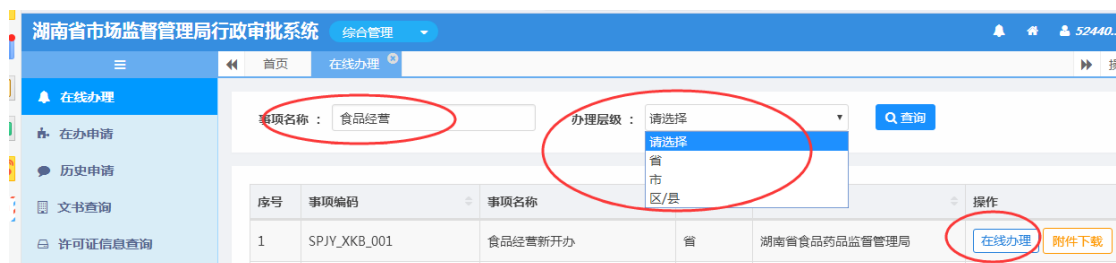 湖南省市场监督管理局行政审批系统 综合管理
52440.
首页 在线办理
在线办理
事项名称 ： 食品经营 办理层级 ： 请选择 查询
在办申请
请选择
省
历史申请
市
区/县
文书查询
序号 事项编码 事项名称 操作
许可证信息查询
1 SPJY_XKB_001 食品经营新开办 省 湖南省食品药品监督管理局 在线办理 附件下载